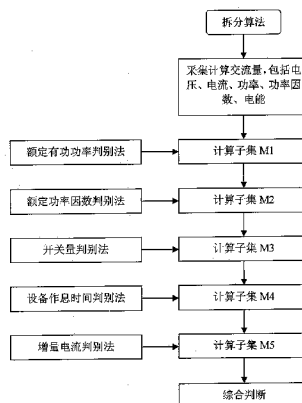 拆分算法
采集计算交流量,包括电
压、电流、功率、功率因
数、电能
额定有功功率判别法
计算子集 M1
额定功率因数判别法
计算子集 M2
开关量判别法
计算子集 M3
设备作息时间判别法
计算子集 M4
增量电流判别法
计算子集 M5
综合判断